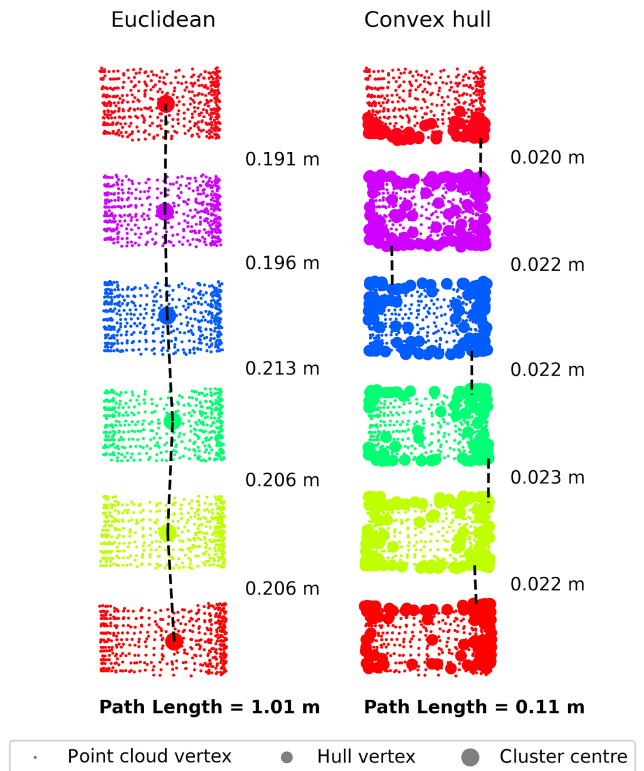 Euclidean
Convex hull
0.191 m
0.020 m
0.196 m
0.022 m
0.213 m
0.022 m
0.206 m
0.023 m
0.206 m
0.022 m
Path Length = 1.01 m
Path Length = 0.11 m
Point cloud vertex
Hull vertex
Cluster centre